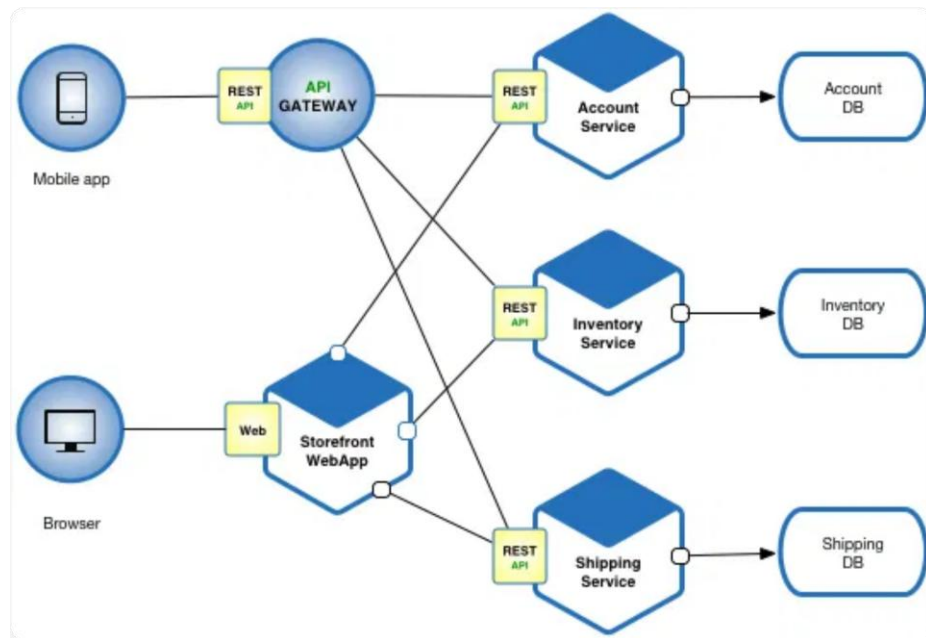 Mobile app
REST
API
API
GATEWAY
REST
API
Account
Service
Account
DB
REST
API
Inventory
Service
Inventory
DB
Browser
Web
Storefront
WebApp
REST
API
Shipping
Service
Shipping
DB